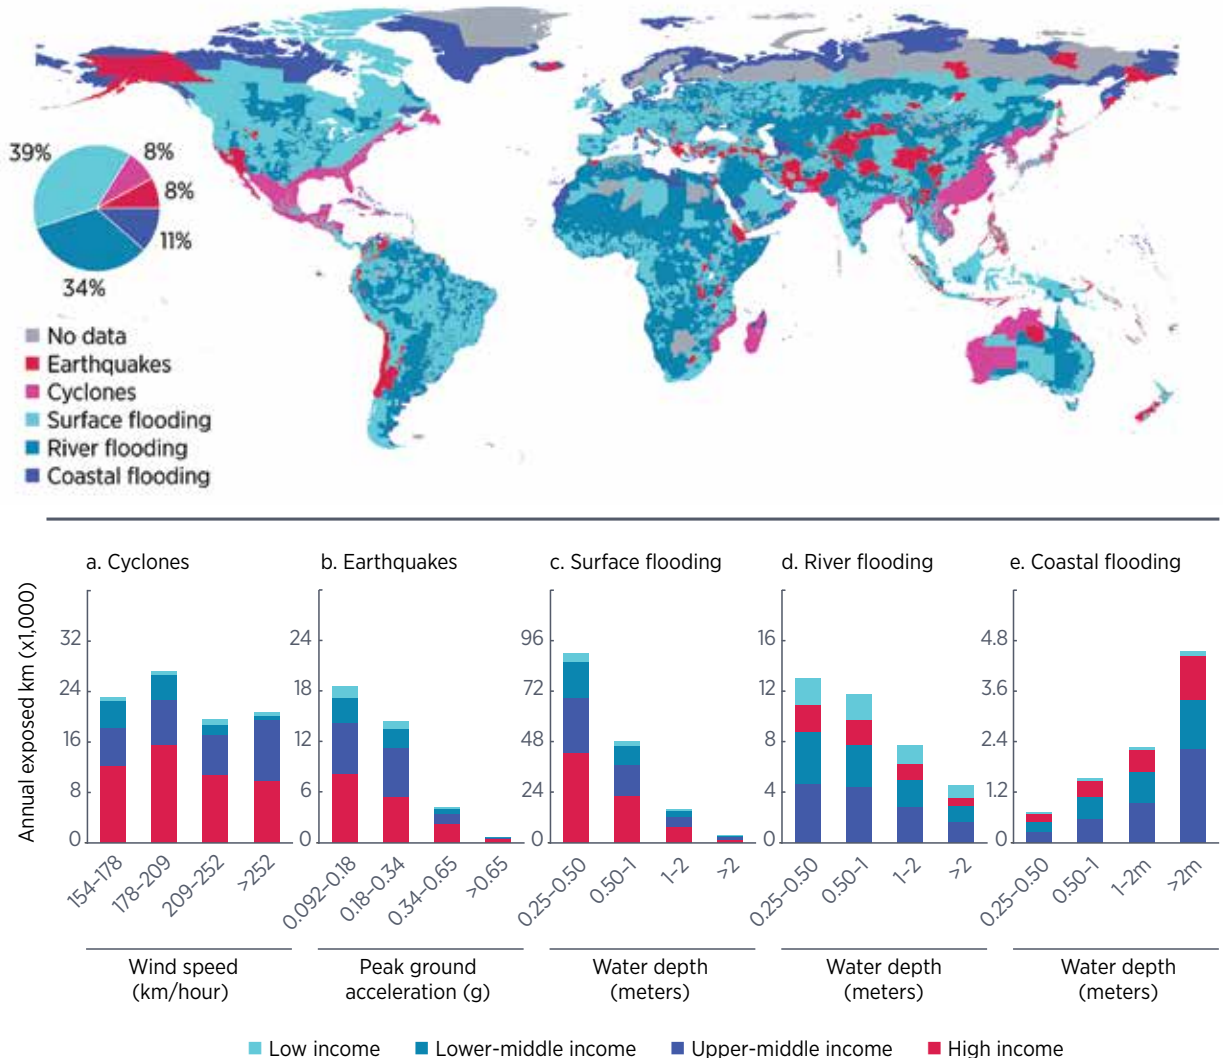 39%
8%
8%
11%
34%
No data
Earthquakes
Cyclones
Surface flooding
River flooding
Coastal flooding
Annual exposed km (x1,000)
a. Cyclones
32
24
16
8
0
154–178
178–209
209–252
>252
Wind speed
(km/hour)
b. Earthquakes
24
18
12
6
0
0.092–0.18
0.18–0.34
0.34–0.65
>0.65
Peak ground
acceleration (g)
c. Surface flooding
96
72
48
24
0
0.25–0.50
0.50–1
1–2
>2
Water depth
(meters)
d. River flooding
16
12
8
4
0
0.25–0.50
0.50–1
1–2
>2
Water depth
(meters)
e. Coastal flooding
4.8
3.6
2.4
1.2
0
0.25–0.50
0.50–1
1–2m
>2m
Water depth
(meters)
Low income
Lower-middle income
Upper-middle income
High income